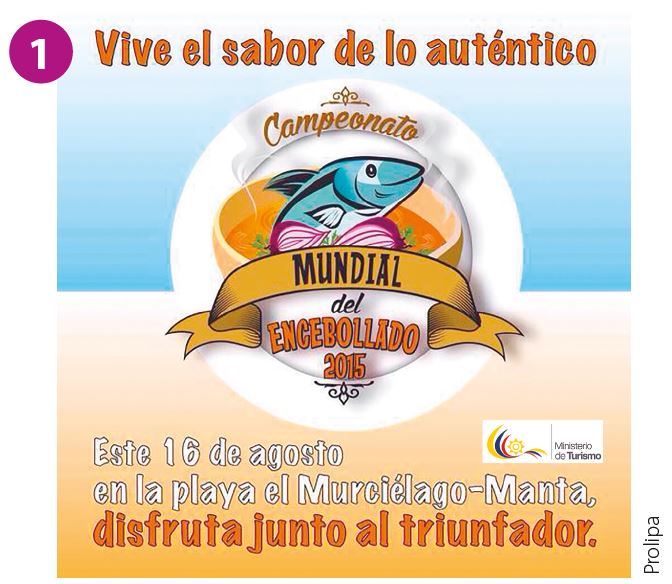 1
Vive el sabor de lo auténtico
Campeonato
MUNDIAL
del
ENCEBOLLADO
2015
Este 16 de agosto
en la playa el Murciélago-Manta,
disfruta junto al triunfador.
Ministerio
de Turismo
Prolipa